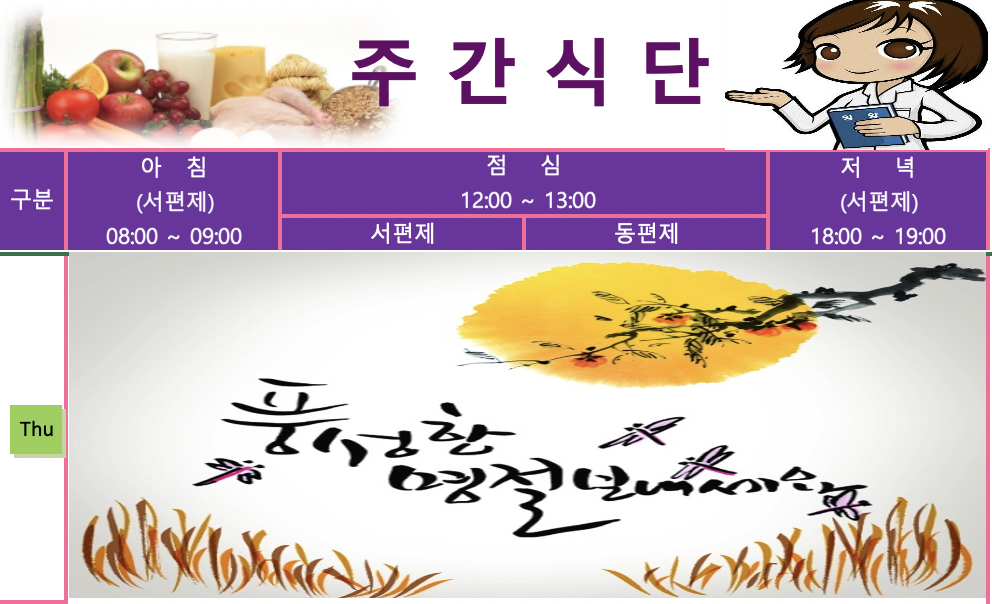 주간식단
구분
아 침
(서편제)
08:00 ~ 09:00
점 심
12:00 ~ 13:00
서편제
동편제
저 녁
(서편제)
18:00 ~ 19:00
Thu
풍성한
명절보내세요